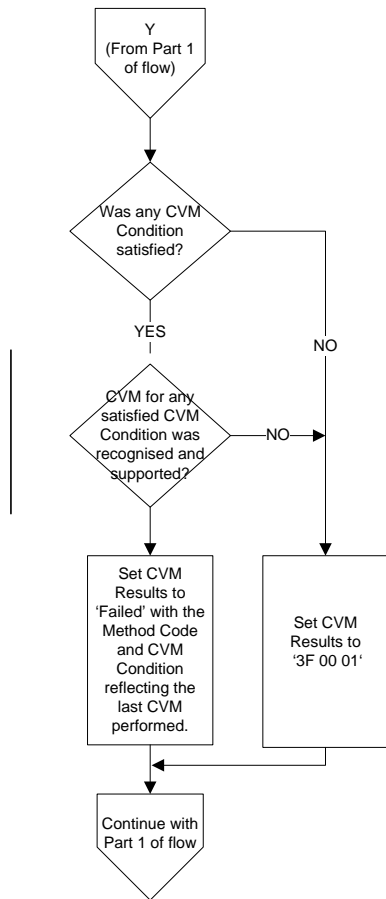 Y
(From Part 1
of flow)
Was any CVM
Condition
satisfied?
YES
NO
CVM for any
satisfied CVM
Condition was
recognised and
supported?
NO
Set CVM
Results to
‘Failed’ with the
Method Code
and CVM
Condition
reflecting the
last CVM
performed.
Set CVM
Results to
‘3F 00 01‘
Continue with
Part 1 of flow